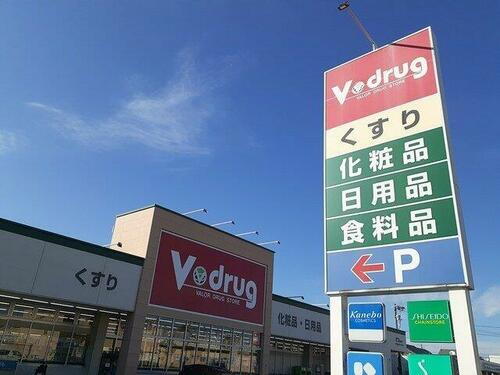 V drug
VALOR DRUG STORE
くすり
化粧品
日用品
食料品
P
Kanebo
COSMETICS
SHISEIDO
CHAINSTORE
くすり
V drug
VALOR DRUG STORE
化粧品・日用品